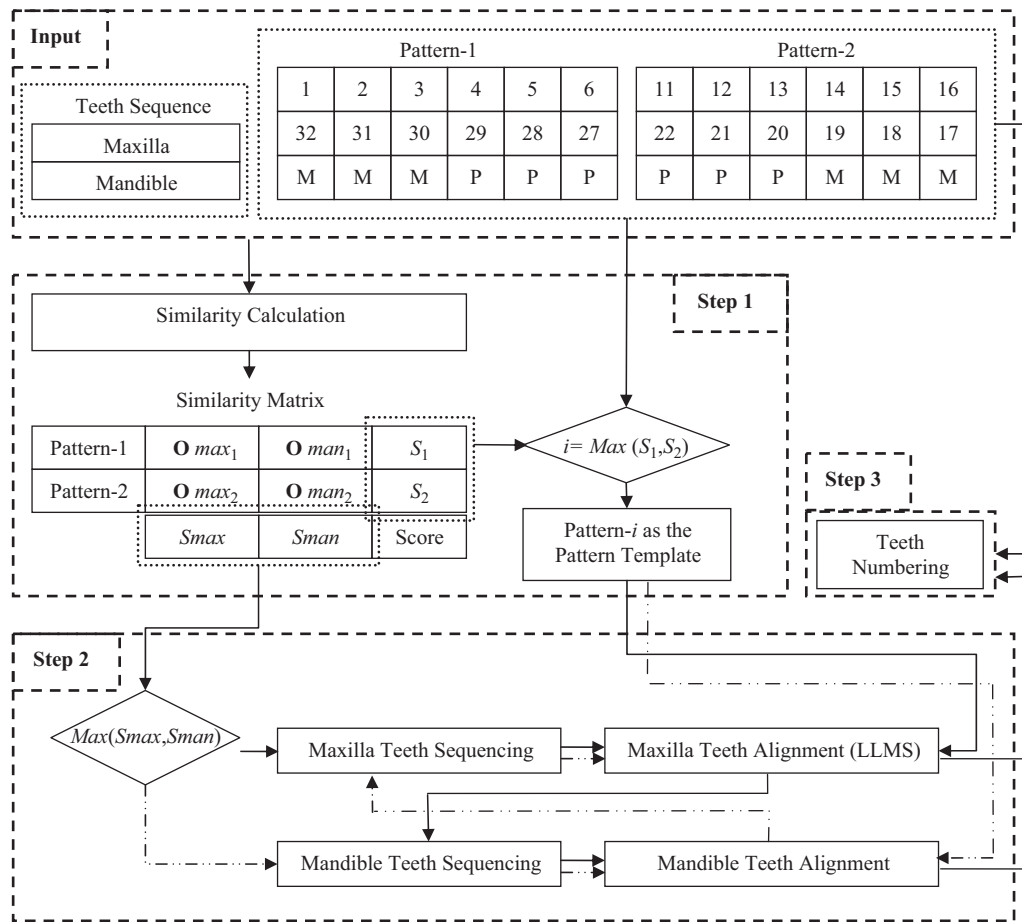 Input
Pattern-1
Pattern-2
Teeth Sequence
Maxilla
Mandible
1 2 3 4 5 6
32 31 30 29 28 27
M M M P P P
11 12 13 14 15 16
22 21 20 19 18 17
P P P M M M
Step 1
Similarity Calculation
Similarity Matrix
Pattern-1 O max₁ O man₁ S₁
Pattern-2 O max₂ O man₂ S₂
Smax Sman Score
i= Max (S₁,S₂)
Pattern-i as the
Pattern Template
Step 3
Teeth
Numbering
Step 2
Max(Smax,Sman)
Maxilla Teeth Sequencing
Maxilla Teeth Alignment (LLMS)
Mandible Teeth Sequencing
Mandible Teeth Alignment